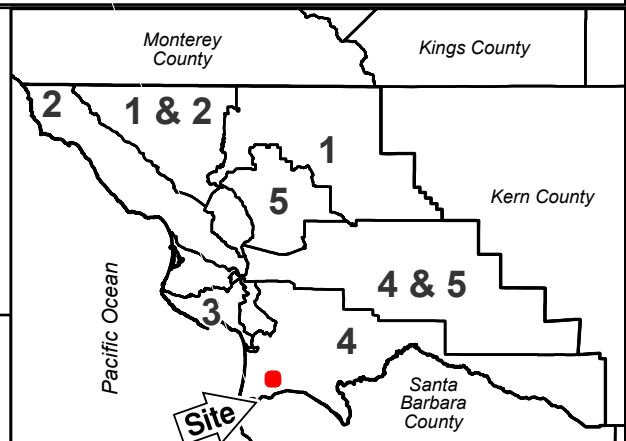 Monterey
County
Kings County
2
1 & 2
1
5
Kern County
4 & 5
3
4
Pacific Ocean
Santa
Barbara
County
Site